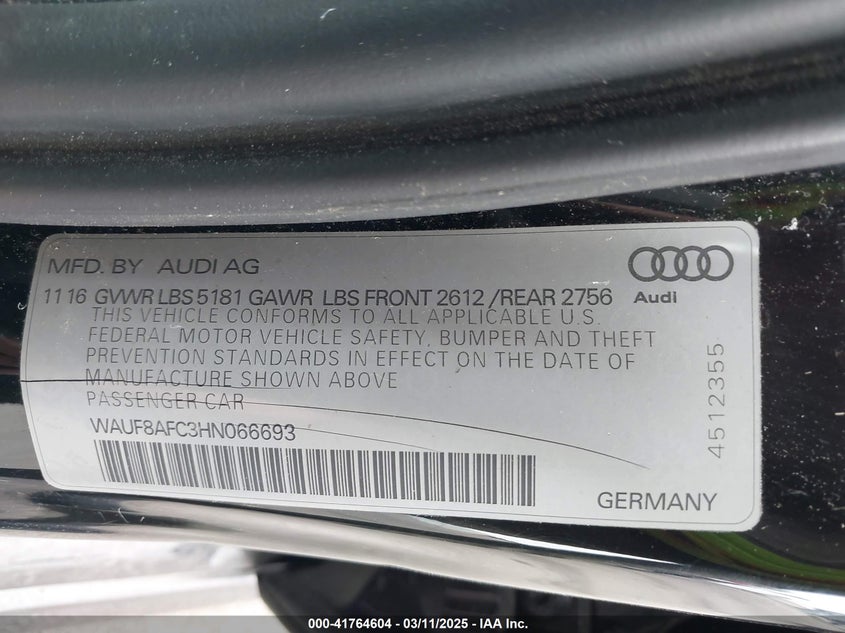 MFD. BY AUDI AG
11 16 GVWR LBS 5181 GAWR LBS FRONT 2612 /REAR 2756
Audi
THIS VEHICLE CONFORMS TO ALL APPLICABLE U.S.
FEDERAL MOTOR VEHICLE SAFETY, BUMPER AND THEFT
PREVENTION STANDARDS IN EFFECT ON THE DATE OF
MANUFACTURE SHOWN ABOVE
PASSENGER CAR
WAUF8AFC3HN066693
4512355
GERMANY
000-41764604 - 03/11/2025 - IAA Inc.